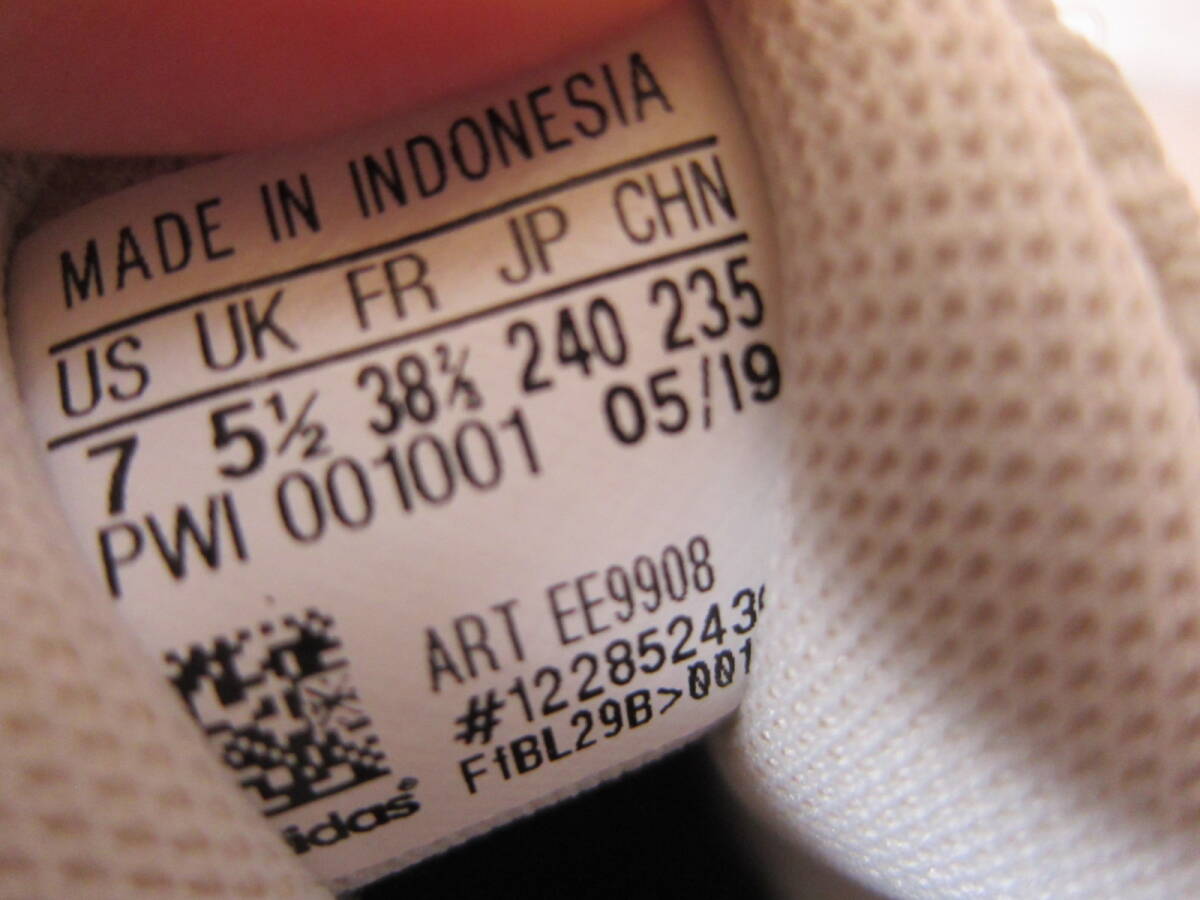 MADE IN INDONESIA
US UK FR JP CHN
7 5½ 38⅔ 240 235
PWI 001001 05/19
ART EE9908
#12285243
FfBL29B>001
idas®